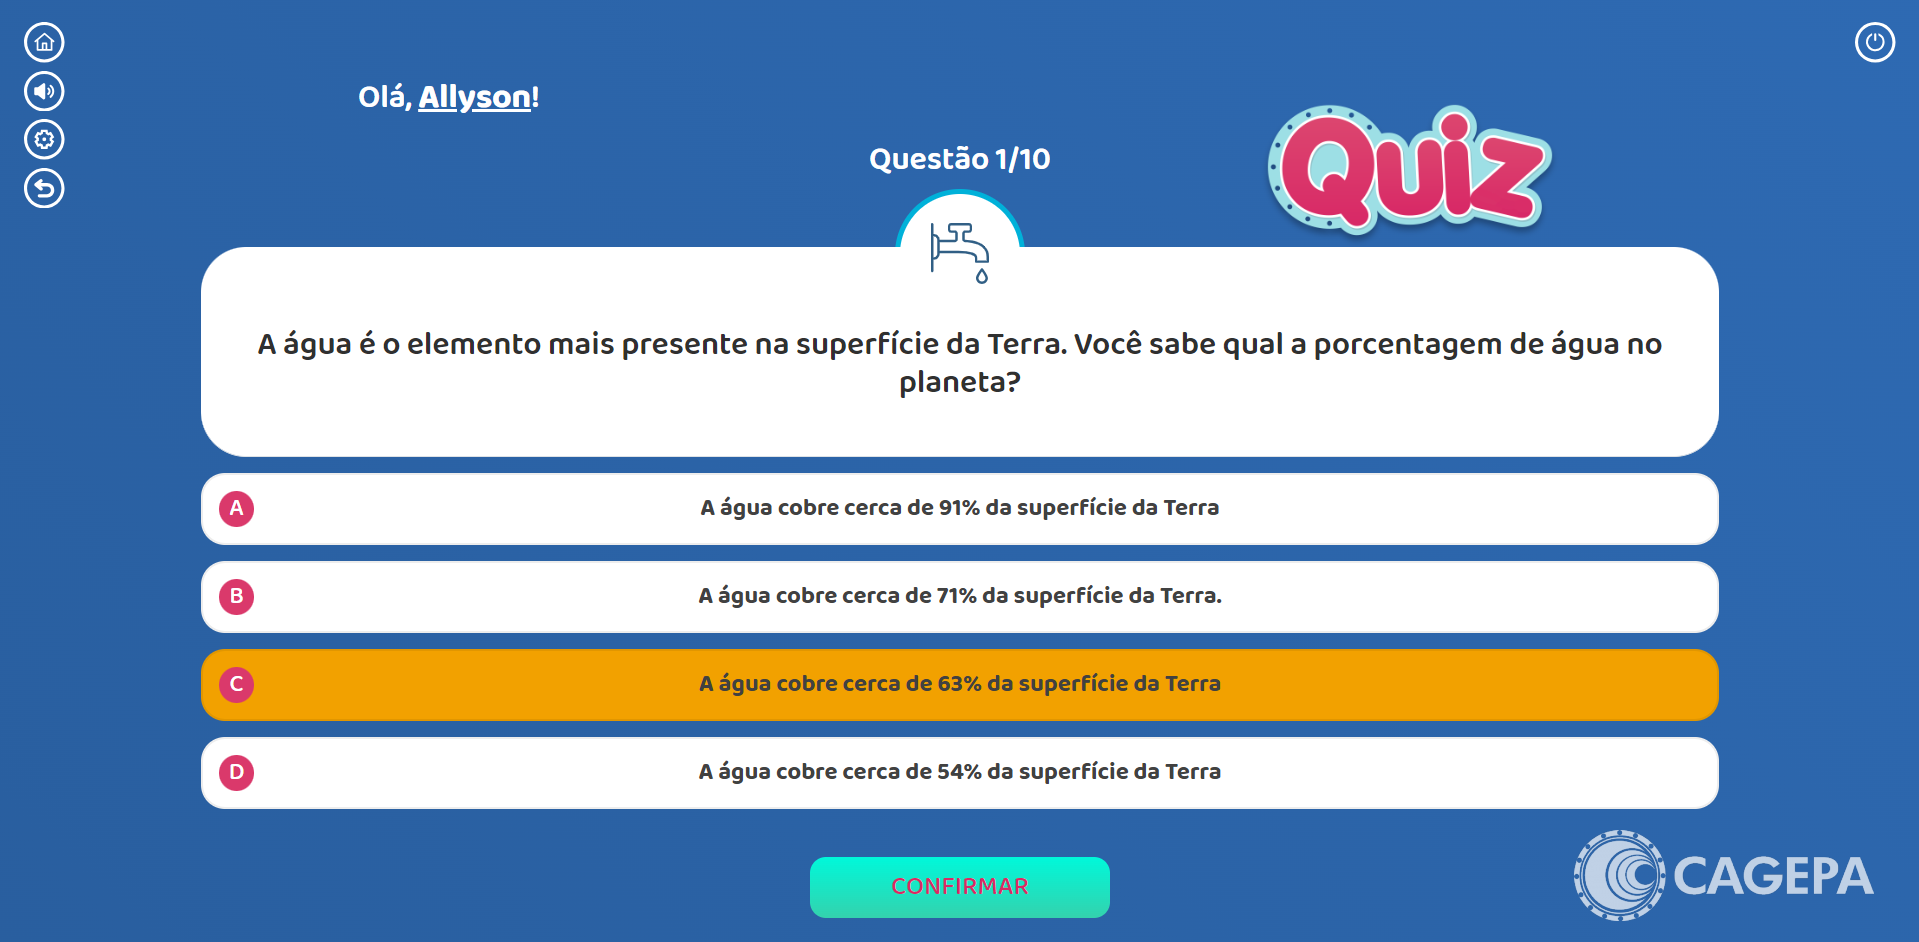 Olá, Allyson!
Questão 1/10
Quiz
A água é o elemento mais presente na superfície da Terra. Você sabe qual a porcentagem de água no
planeta?
A A água cobre cerca de 91% da superfície da Terra
B A água cobre cerca de 71% da superfície da Terra.
C A água cobre cerca de 63% da superfície da Terra
D A água cobre cerca de 54% da superfície da Terra
CONFIRMAR
CAGEPA